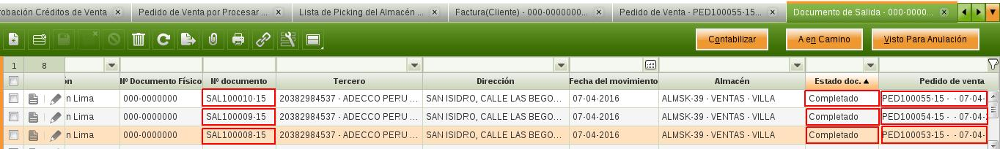 robación Créditos de Venta Pedido de Venta por Procesar ... Lista de Picking del Almacén ... Factura(Cliente) - 000-0000000... Pedido de Venta - PED100055-15... Documento de Salida - 000-0000...
Contabilizar A en Camino Visto Para Anulación
1 8
ón Nº Documento Físico Nº documento Tercero Dirección Fecha del movimiento Almacén Estado doc. Pedido de venta
n Lima 000-0000000 SAL100010-15 20382984537 - ADECCO PERU ... SAN ISIDRO, CALLE LAS BEGO... 07-04-2016 ALMSK-39 - VENTAS - VILLA Completado PED100055-15 - - 07-04-
n Lima 000-0000000 SAL100009-15 20382984537 - ADECCO PERU ... SAN ISIDRO, CALLE LAS BEGO... 07-04-2016 ALMSK-39 - VENTAS - VILLA Completado PED100054-15 - - 07-04-
n Lima 000-0000000 SAL100008-15 20382984537 - ADECCO PERU ... SAN ISIDRO, CALLE LAS BEGO... 07-04-2016 ALMSK-39 - VENTAS - VILLA Completado PED100053-15 - - 07-04-